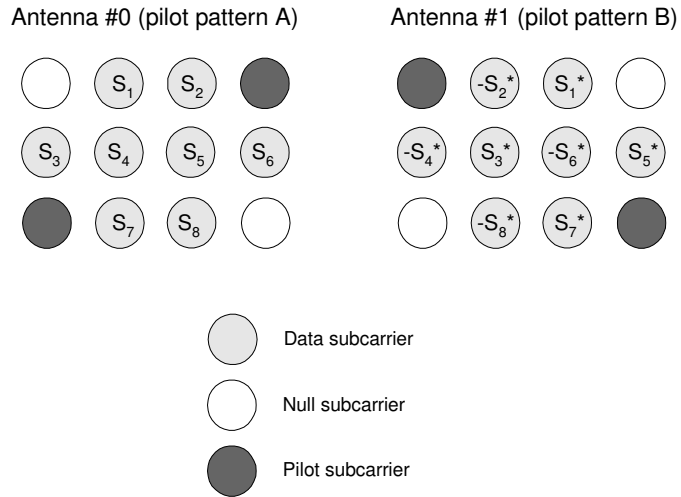 Antenna #0 (pilot pattern A)
Antenna #1 (pilot pattern B)
S₁ S₂
-S₂* S₁*
S₃ S₄ S₅ S₆
-S₄* S₃* -S₆* S₅*
S₇ S₈
-S₈* S₇*
Data subcarrier
Null subcarrier
Pilot subcarrier